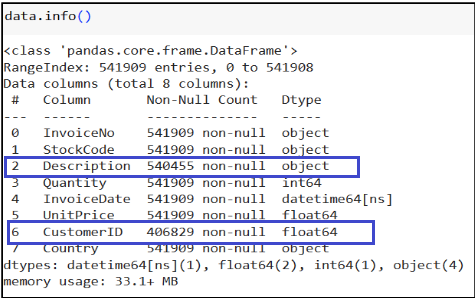 data.info()
<class 'pandas.core.frame.DataFrame'>
RangeIndex: 541909 entries, 0 to 541908
Data columns (total 8 columns):
 #   Column       Non-Null Count   Dtype
---  ------       --------------   -----
 0   InvoiceNo    541909 non-null  object
 1   StockCode    541909 non-null  object
 2   Description  540455 non-null  object
 3   Quantity     541909 non-null  int64
 4   InvoiceDate  541909 non-null  datetime64[ns]
 5   UnitPrice    541909 non-null  float64
 6   CustomerID   406829 non-null  float64
 7   Country      541909 non-null  object
dtypes: datetime64[ns](1), float64(2), int64(1), object(4)
memory usage: 33.1+ MB